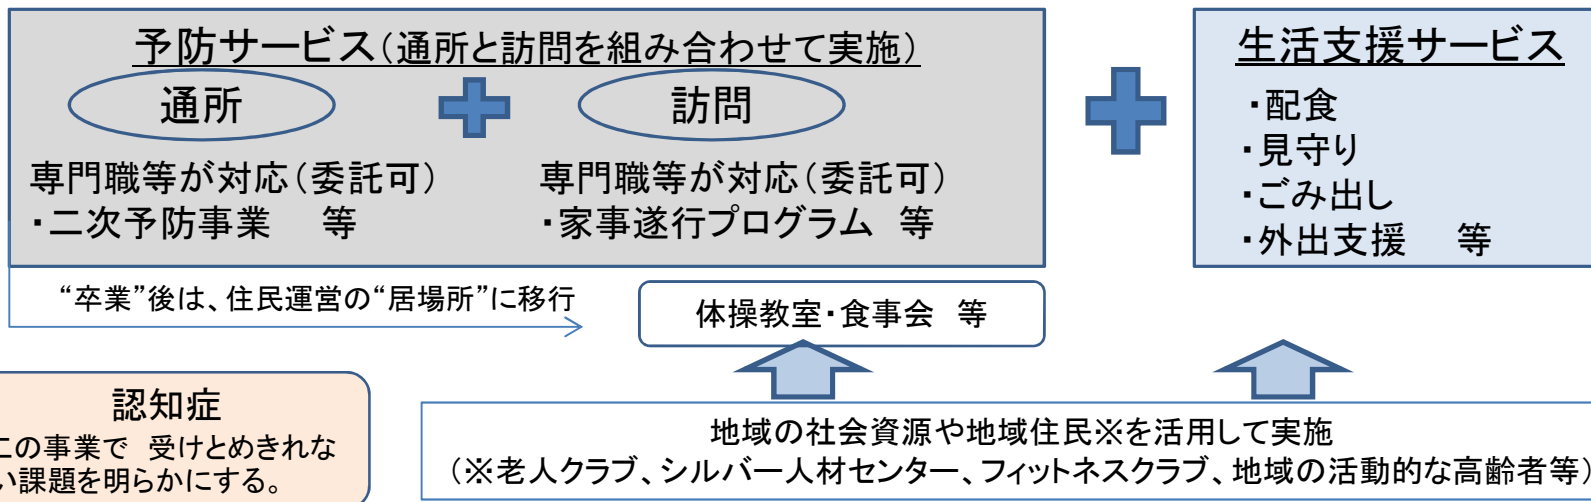 予防サービス(通所と訪問を組み合わせて実施)
通所
訪問
専門職等が対応(委託可)
・二次予防事業　等
専門職等が対応(委託可)
・家事遂行プログラム　等
生活支援サービス
・配食
・見守り
・ごみ出し
・外出支援　等
“卒業”後は、住民運営の“居場所”に移行
体操教室・食事会　等
認知症
この事業で 受けとめきれな
い課題を明らかにする。
地域の社会資源や地域住民※を活用して実施
(※老人クラブ、シルバー人材センター、フィットネスクラブ、地域の活動的な高齢者等)